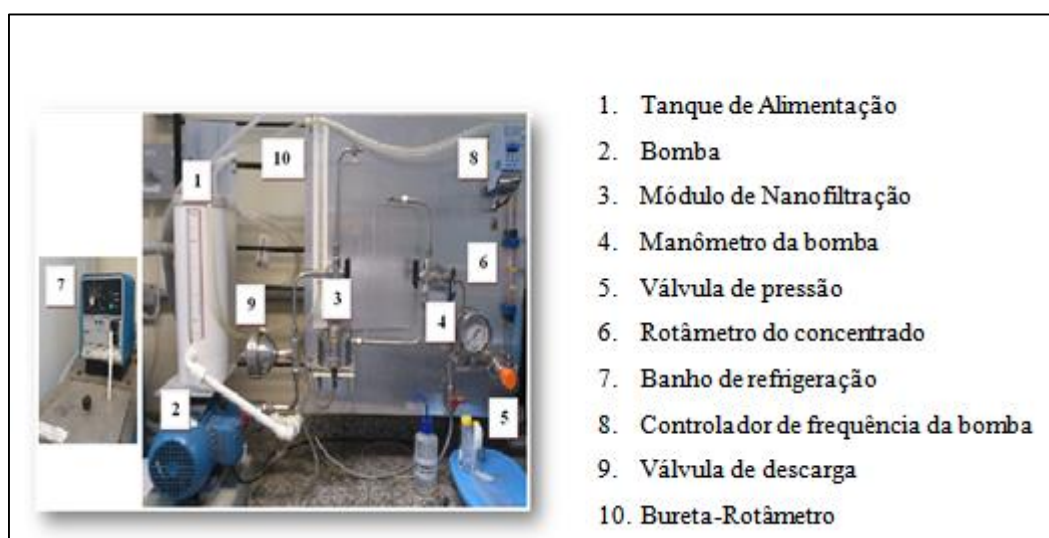 1. Tanque de Alimentação
2. Bomba
3. Módulo de Nanofiltração
4. Manômetro da bomba
5. Válvula de pressão
6. Rotâmetro do concentrado
7. Banho de refrigeração
8. Controlador de frequência da bomba
9. Válvula de descarga
10. Bureta-Rotâmetro
10
1
8
7
6
9
3
4
2
5